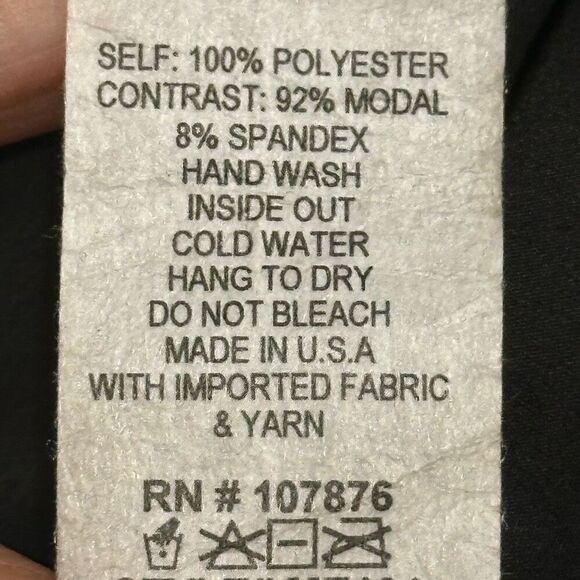 SELF: 100% POLYESTER
CONTRAST: 92% MODAL
8% SPANDEX
HAND WASH
INSIDE OUT
COLD WATER
HANG TO DRY
DO NOT BLEACH
MADE IN U.S.A
WITH IMPORTED FABRIC
& YARN
RN # 107876